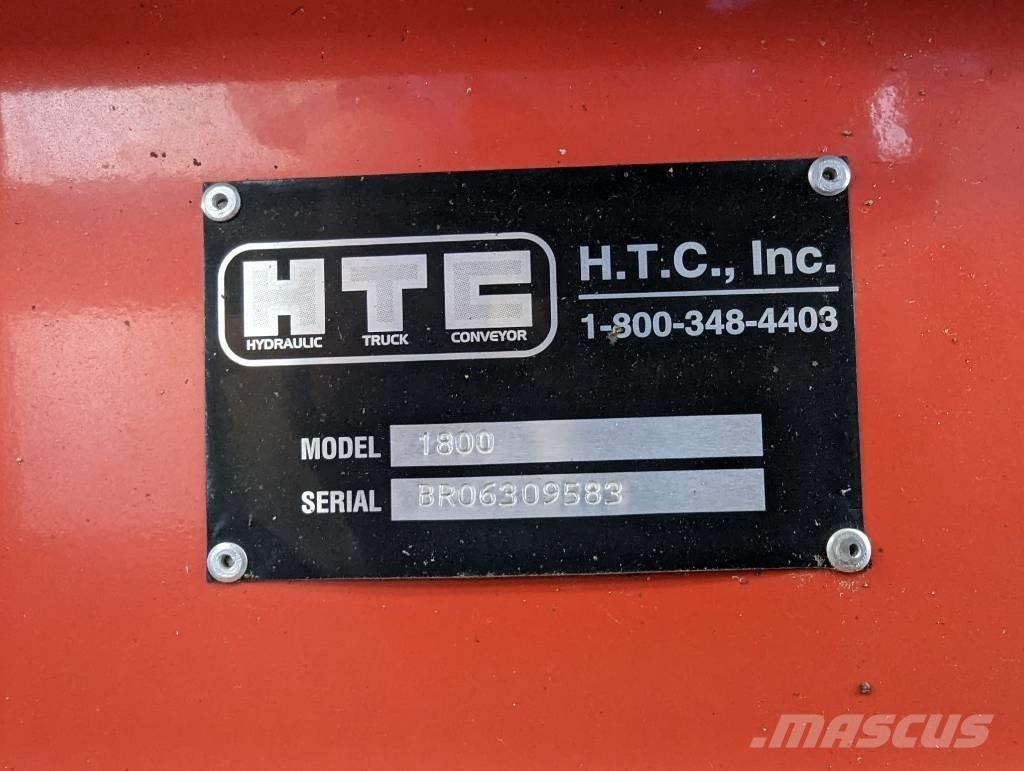 HTC
HYDRAULIC TRUCK CONVEYOR
H.T.C., Inc.
1-800-348-4403
MODEL 1800
SERIAL BR06309583
.MASCUS